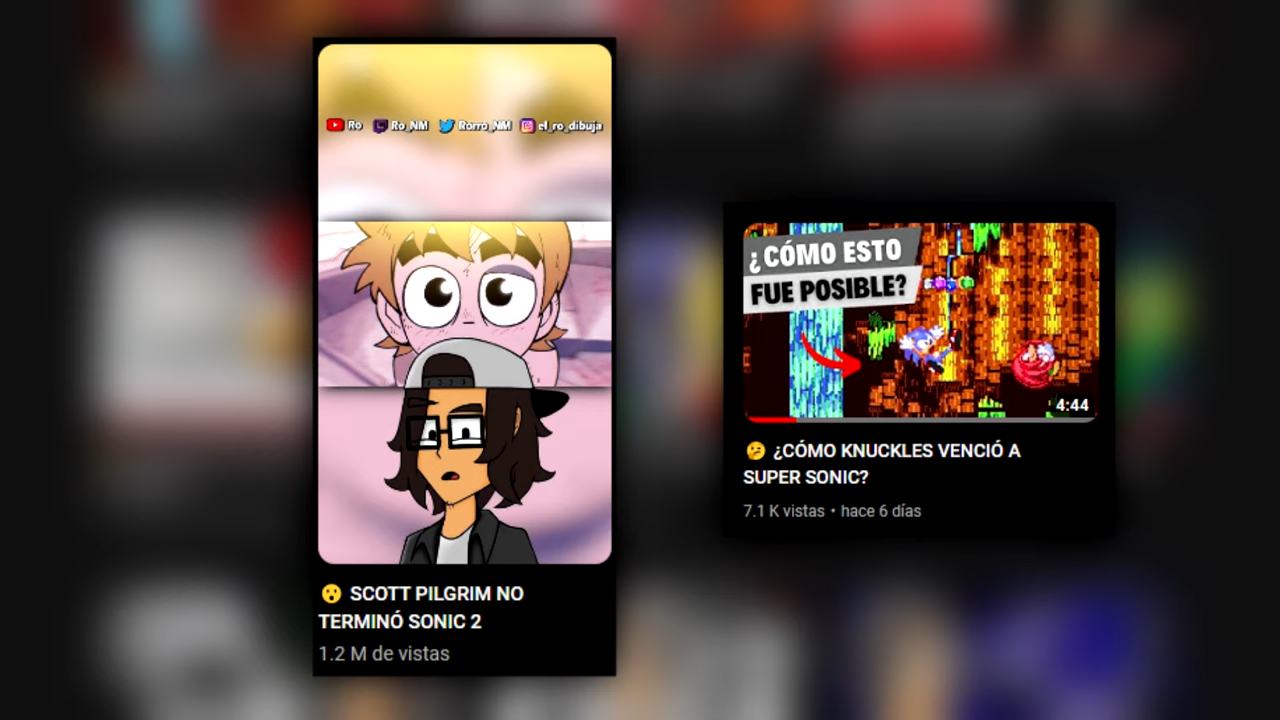 Ro Ro_NM Rorro_NM el_ro_dibuja
😮 SCOTT PILGRIM NO
TERMINÓ SONIC 2
1.2 M de vistas
¿CÓMO ESTO
FUE POSIBLE?
4:44
🤔 ¿CÓMO KNUCKLES VENCIÓ A
SUPER SONIC?
7.1 K vistas • hace 6 días